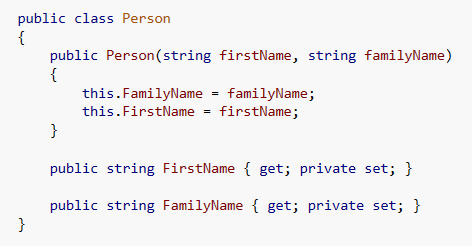 public class Person
{
    public Person(string firstName, string familyName)
    {
        this.FamilyName = familyName;
        this.FirstName = firstName;
    }

    public string FirstName { get; private set; }

    public string FamilyName { get; private set; }
}